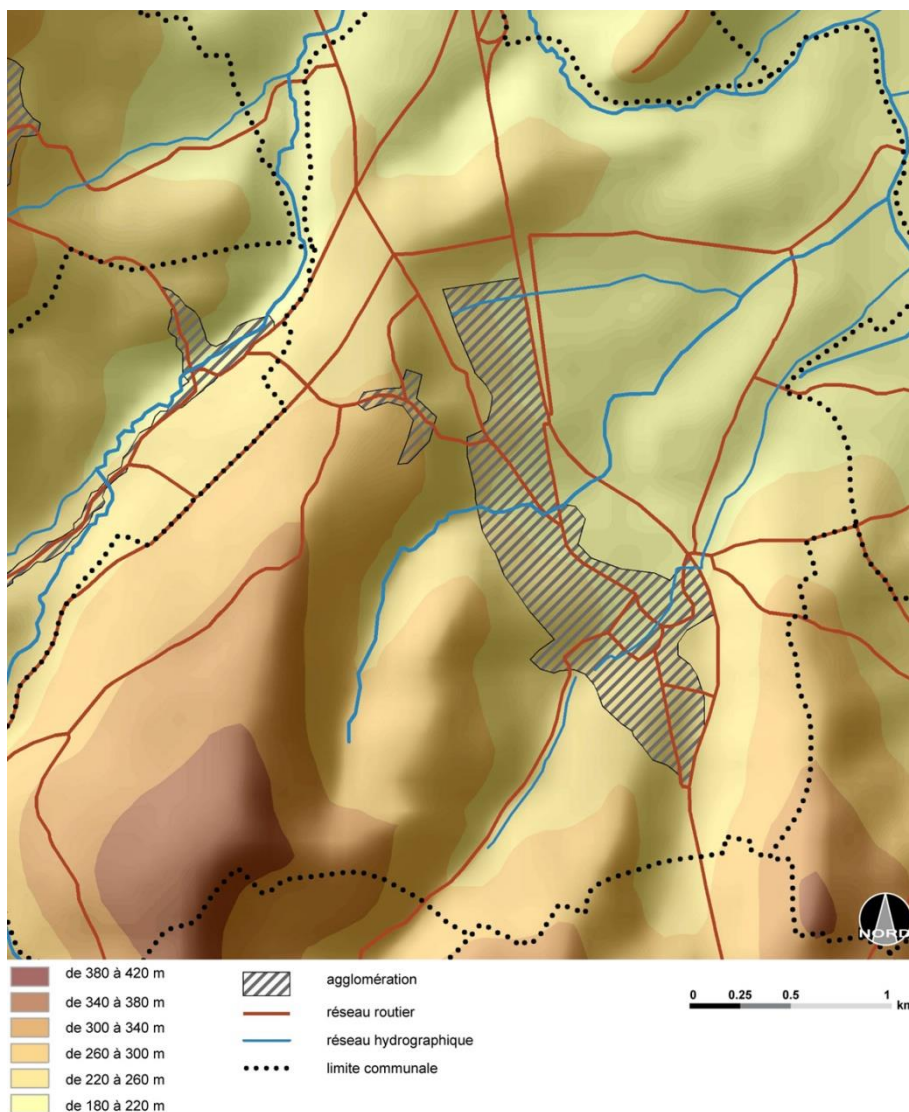 NORD
de 380 à 420 m
de 340 à 380 m
de 300 à 340 m
de 260 à 300 m
de 220 à 260 m
de 180 à 220 m
agglomération
réseau routier
réseau hydrographique
limite communale
0 0.25 0.5 1
km